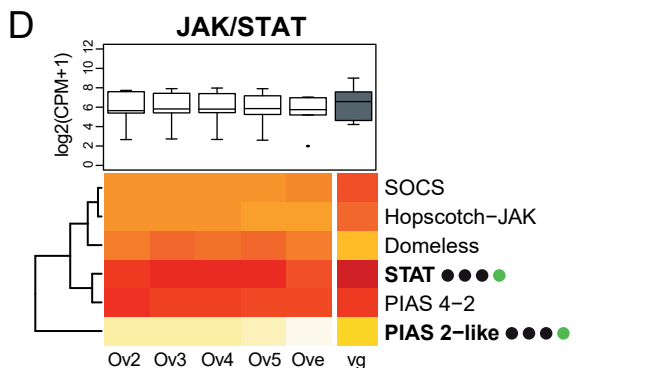 D
JAK/STAT
log2(CPM+1)
12
10
8
6
4
2
0
SOCS
Hopscotch−JAK
Domeless
STAT
PIAS 4−2
PIAS 2−like
Ov2 Ov3 Ov4 Ov5 Ove vg